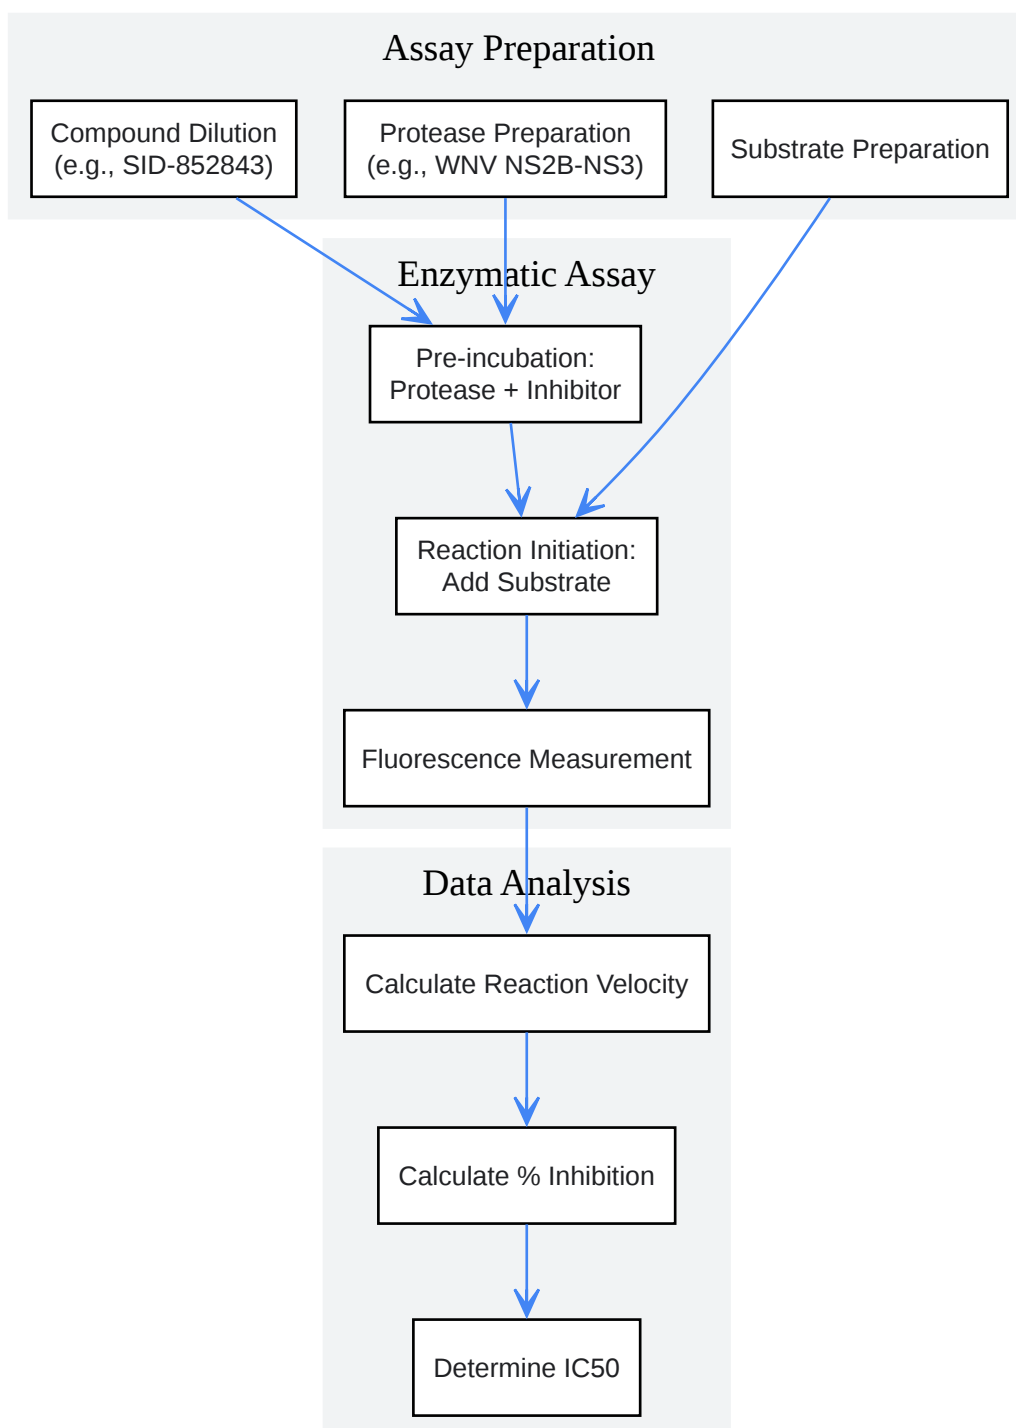 Assay Preparation
Compound Dilution
(e.g., SID-852843)
Protease Preparation
(e.g., WNV NS2B-NS3)
Substrate Preparation
Enzymatic Assay
Pre-incubation:
Protease + Inhibitor
Reaction Initiation:
Add Substrate
Fluorescence Measurement
Data Analysis
Calculate Reaction Velocity
Calculate % Inhibition
Determine IC50